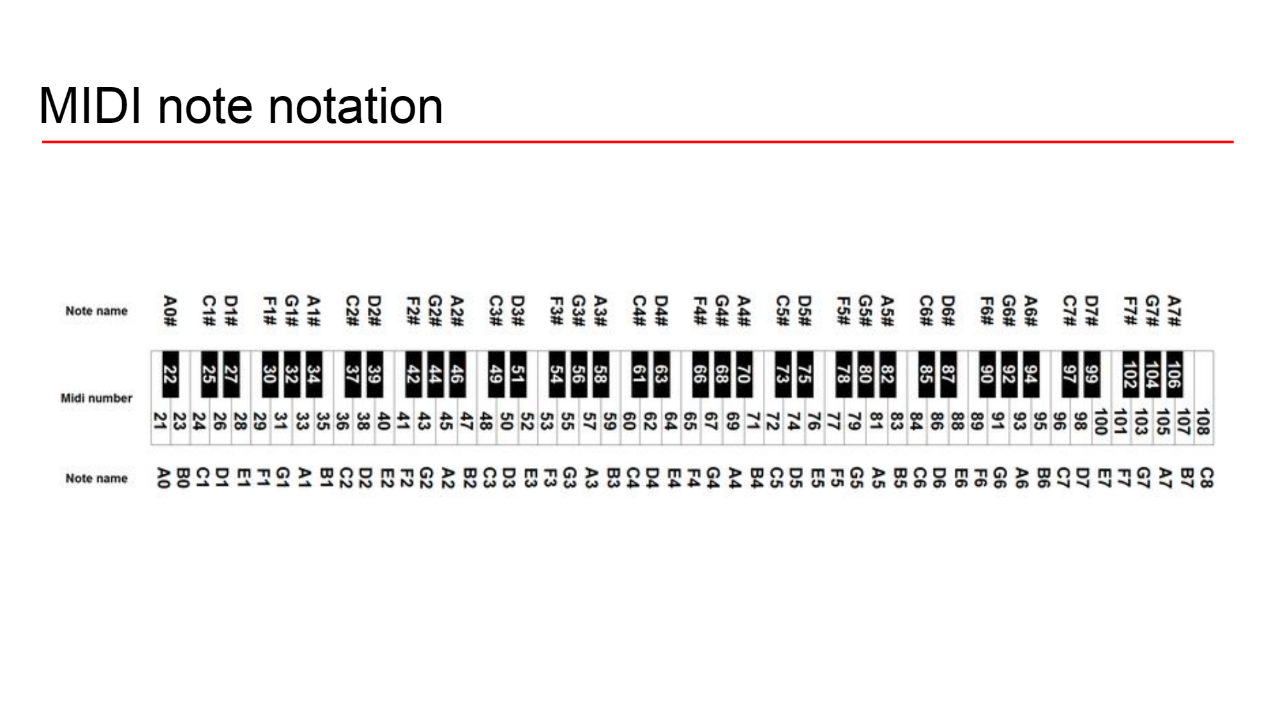 MIDI note notation
A0# C1# D1# F1# G1# A1# C2# D2# F2# G2# A2# C3# D3# F3# G3# A3# C4# D4# F4# G4# A4# C5# D5# F5# G5# A5# C6# D6# F6# G6# A6# C7# D7# F7# G7# A7#
Note name
22 25 27 30 32 34 37 39 42 44 46 49 51 54 56 58 61 63 66 68 70 73 75 78 80 82 85 87 90 92 94 97 99 102 104 106
Midi number
21 23 24 26 28 29 31 33 35 36 38 40 41 43 45 47 48 50 52 53 55 57 59 60 62 64 65 67 69 71 72 74 76 77 79 81 83 84 86 88 89 91 93 95 96 98 100 101 103 105 107 108
Note name
A0 B0 C1 D1 E1 F1 G1 A1 B1 C2 D2 E2 F2 G2 A2 B2 C3 D3 E3 F3 G3 A3 B3 C4 D4 E4 F4 G4 A4 B4 C5 D5 E5 F5 G5 A5 B5 C6 D6 E6 F6 G6 A6 B6 C7 D7 E7 F7 G7 A7 B7 C8